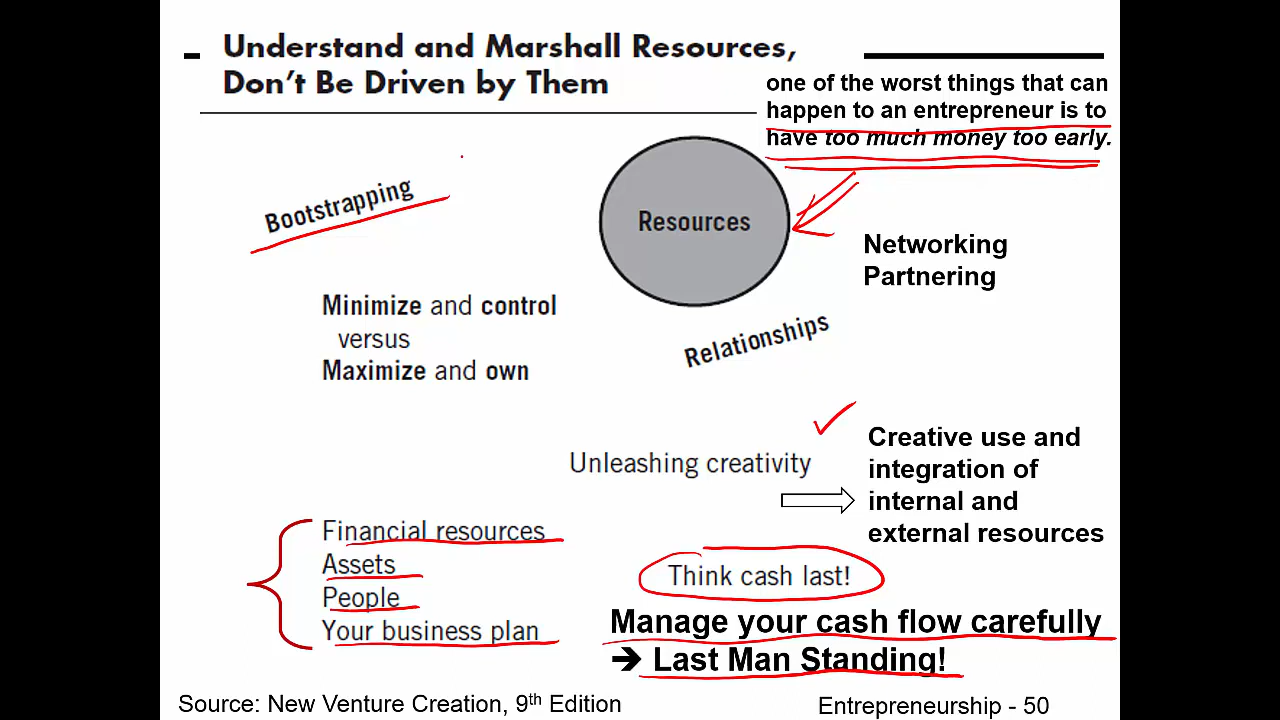 Understand and Marshall Resources,
Don't Be Driven by Them
one of the worst things that can
happen to an entrepreneur is to
have too much money too early.
Bootstrapping
Resources
Networking
Partnering
Minimize and control
versus
Maximize and own
Relationships
Unleashing creativity
Creative use and
integration of
internal and
external resources
Financial resources
Assets
People
Your business plan
Think cash last!
Manage your cash flow carefully
➔ Last Man Standing!
Source: New Venture Creation, 9th Edition
Entrepreneurship - 50